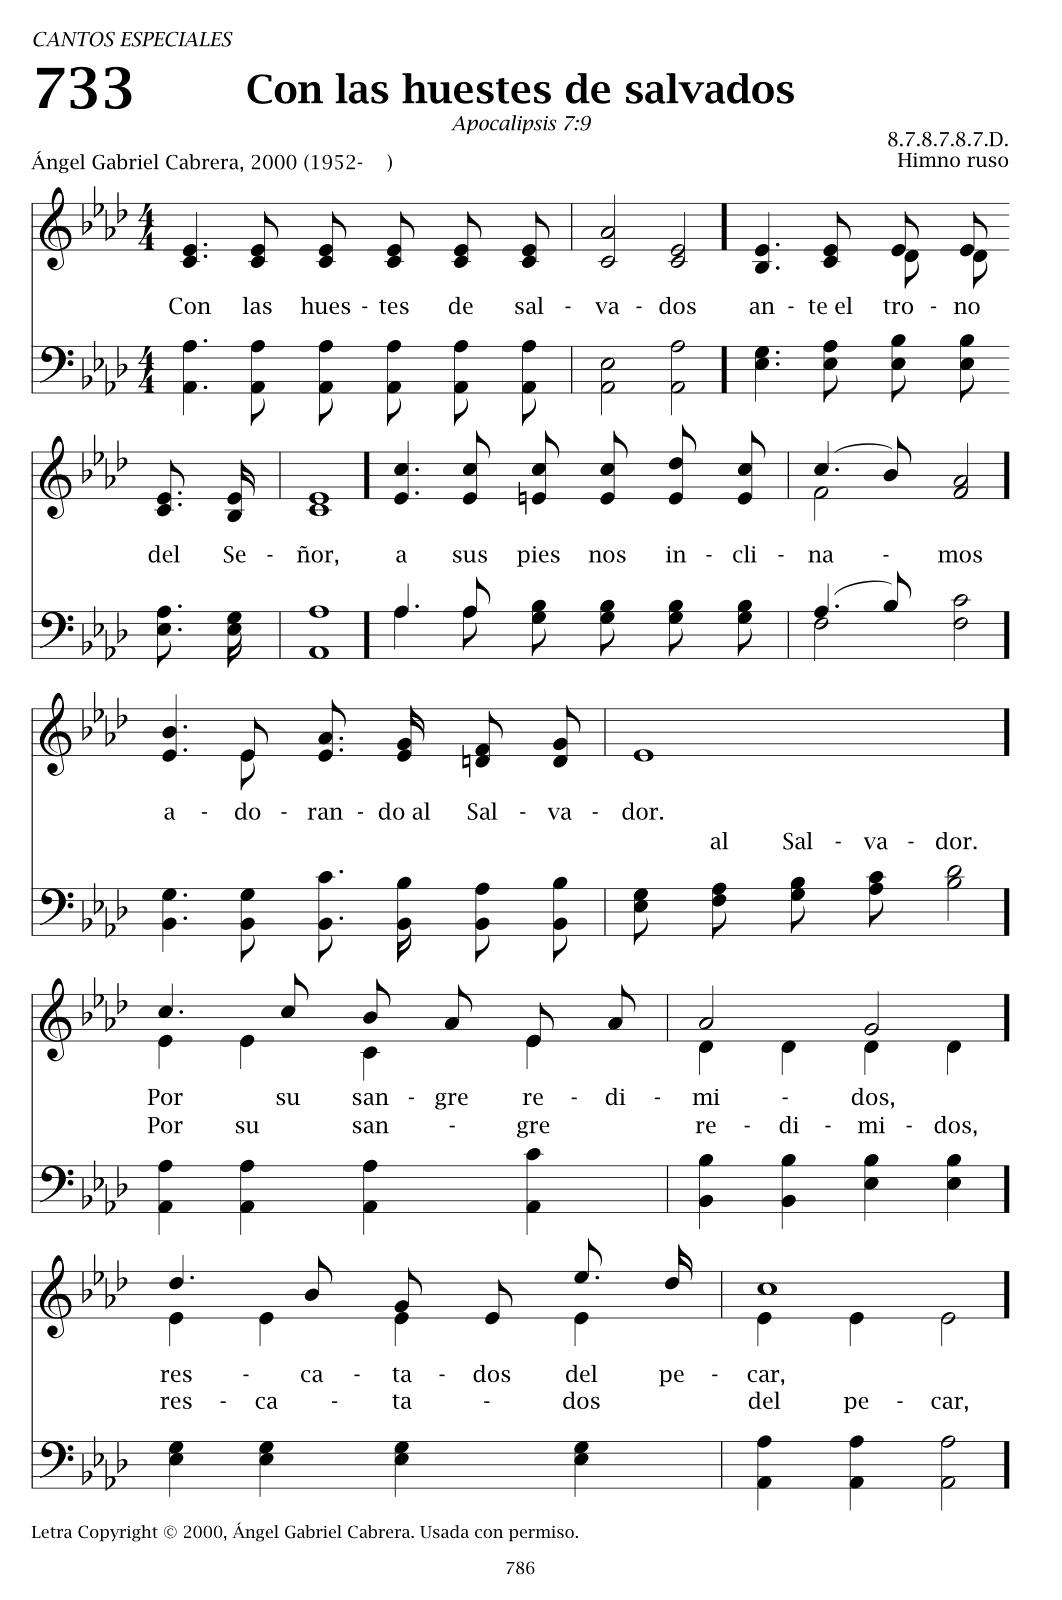 CANTOS ESPECIALES
733
Con las huestes de salvados
Apocalipsis 7:9
8.7.8.7.8.7.D.
Ángel Gabriel Cabrera, 2000 (1952-    )
Himno ruso
Con las hues - tes de sal - va - dos an - te el tro - no
del Se - ñor, a sus pies nos in - cli - na - mos
a - do - ran - do al Sal - va - dor.
al Sal - va - dor.
Por su san - gre re - di - mi - dos,
Por su san - gre re - di - mi - dos,
res - ca - ta - dos del pe - car,
res - ca - ta - dos del pe - car,
Letra Copyright © 2000, Ángel Gabriel Cabrera. Usada con permiso.
786